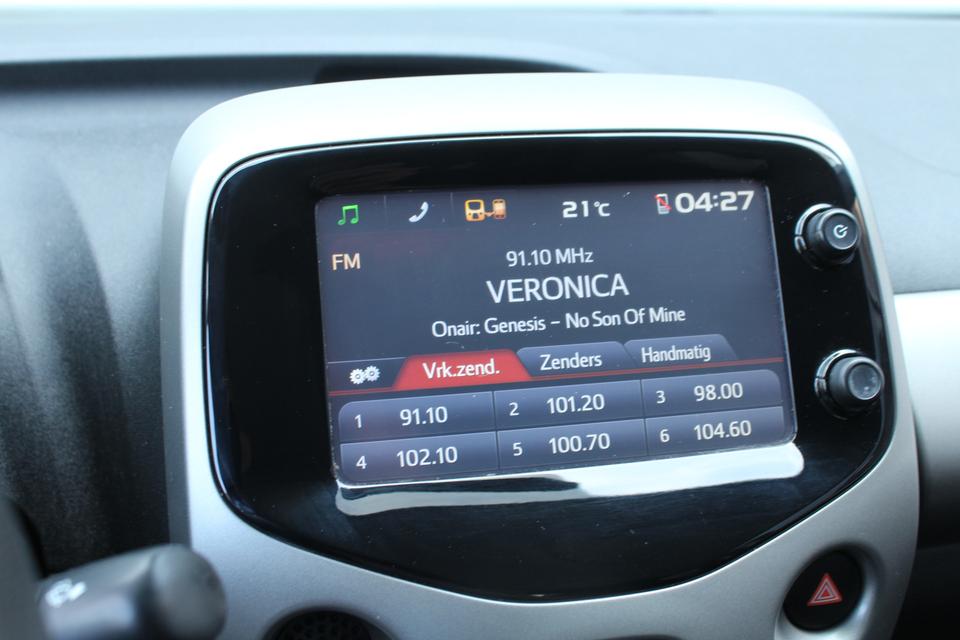 21°C 04:27
FM
91.10 MHz
VERONICA
Onair: Genesis – No Son Of Mine
Vrk.zend. Zenders Handmatig
1 91.10 2 101.20 3 98.00
4 102.10 5 100.70 6 104.60